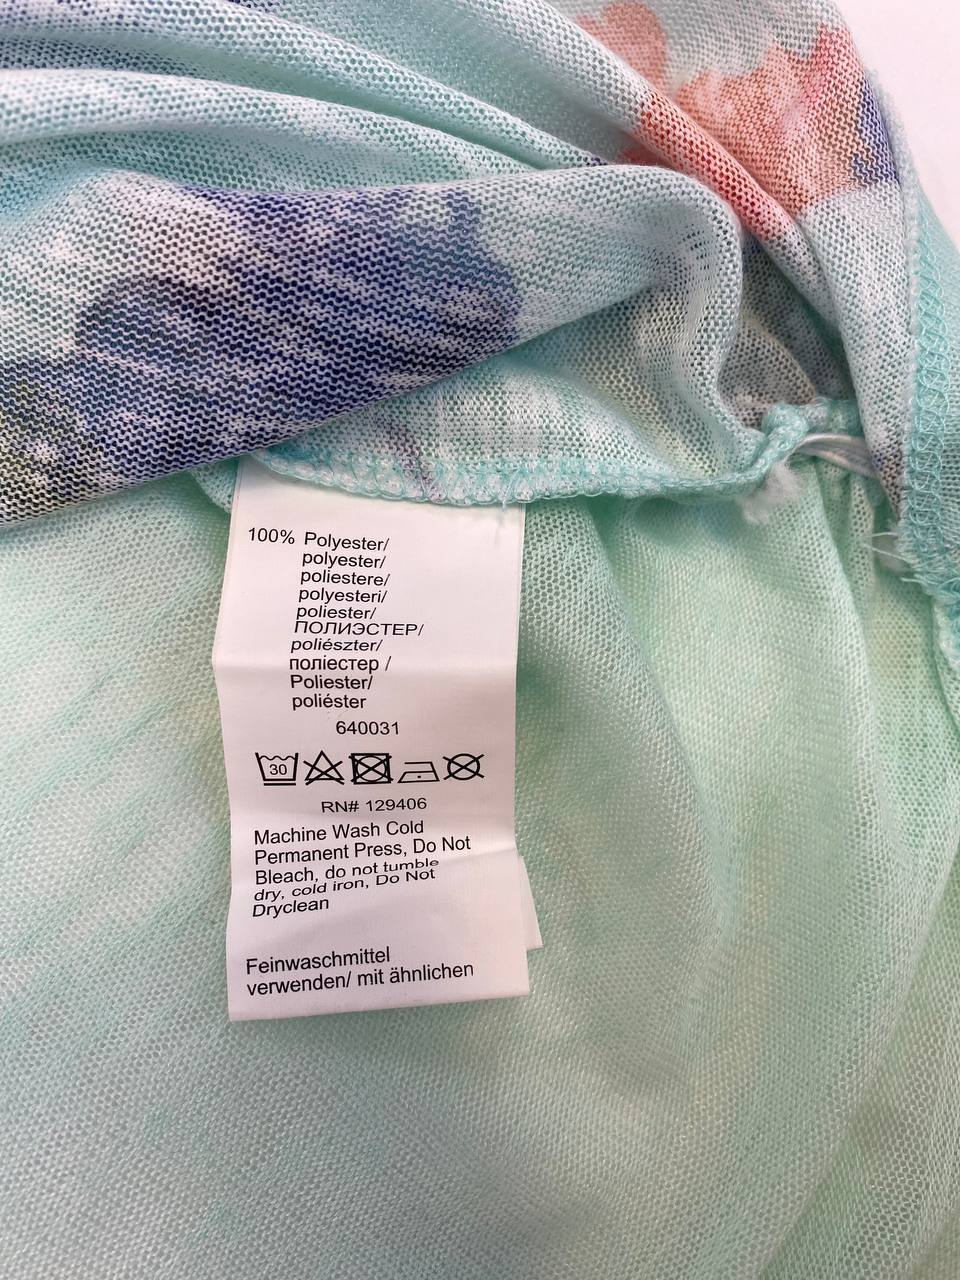 100% Polyester/
polyester/
poliestere/
polyesteri/
poliester/
ПОЛИЭСТЕР/
poliészter/
поліестер /
Poliester/
poliéster
640031
30
RN# 129406
Machine Wash Cold
Permanent Press, Do Not
Bleach, do not tumble
dry, cold iron, Do Not
Dryclean
Feinwaschmittel
verwenden/ mit ähnlichen